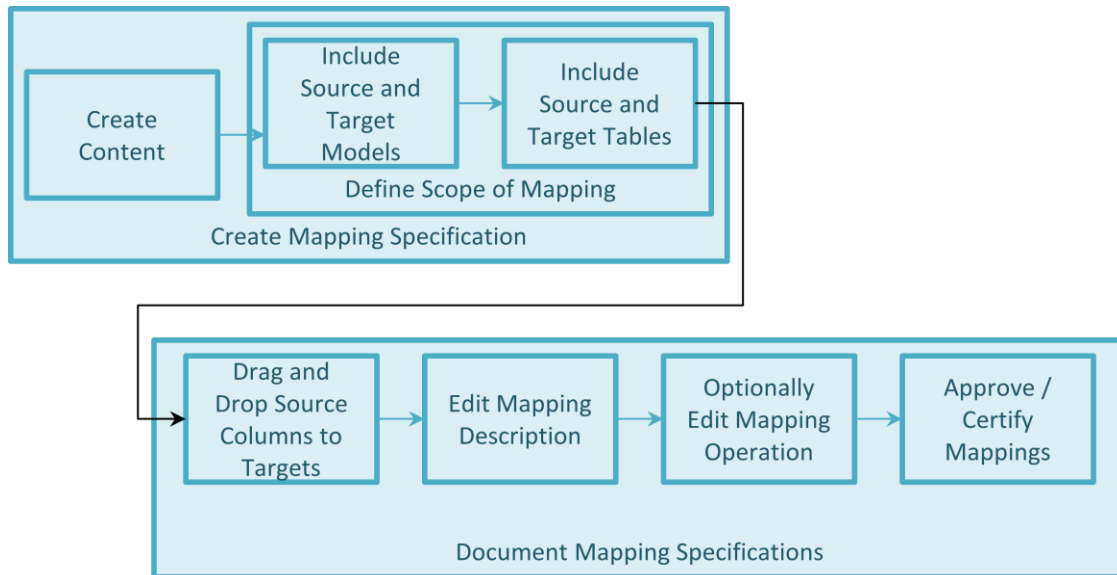 Create
Content
Include
Source and
Target
Models
Include
Source and
Target Tables
Define Scope of Mapping
Create Mapping Specification
Drag and
Drop Source
Columns to
Targets
Edit Mapping
Description
Optionally
Edit Mapping
Operation
Approve /
Certify
Mappings
Document Mapping Specifications